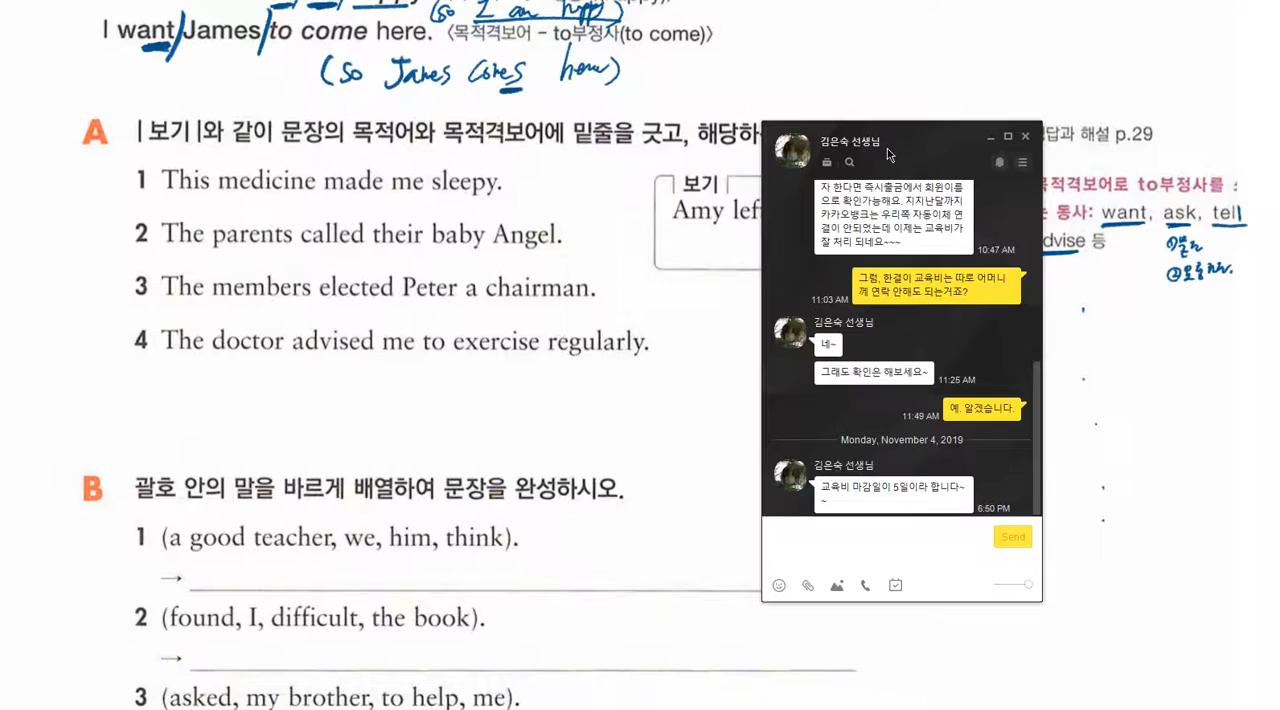 I want James to come here. 〈목적격보어 – to부정사(to come)〉
(so James comes here)
A | 보기 |와 같이 문장의 목적어와 목적격보어에 밑줄을 긋고, 해당하
답과 해설 p.29
1 This medicine made me sleepy.
2 The parents called their baby Angel.
3 The members elected Peter a chairman.
4 The doctor advised me to exercise regularly.
보기
Amy lef
목적격보어로 to부정사를
는 동사: want, ask, tell
dvise 등
B 괄호 안의 말을 바르게 배열하여 문장을 완성하시오.
1 (a good teacher, we, him, think).
→
2 (found, I, difficult, the book).
→
3 (asked, my brother, to help, me).
김은숙 선생님
자 한다면 즉시출금에서 회원이름
으로 확인가능해요. 지지난달까지
카카오뱅크는 우리쪽 자동이체 연
결이 안되었는데 이제는 교육비가
잘 처리 되네요~~~
10:47 AM
그럼, 한결이 교육비는 따로 어머니
께 연락 안해도 되는거죠?
11:03 AM
김은숙 선생님
네~
그래도 확인은 해보세요~
11:25 AM
예. 알겠습니다.
11:49 AM
Monday, November 4, 2019
김은숙 선생님
교육비 마감일이 5일이라 합니다~
~
6:50 PM
Send